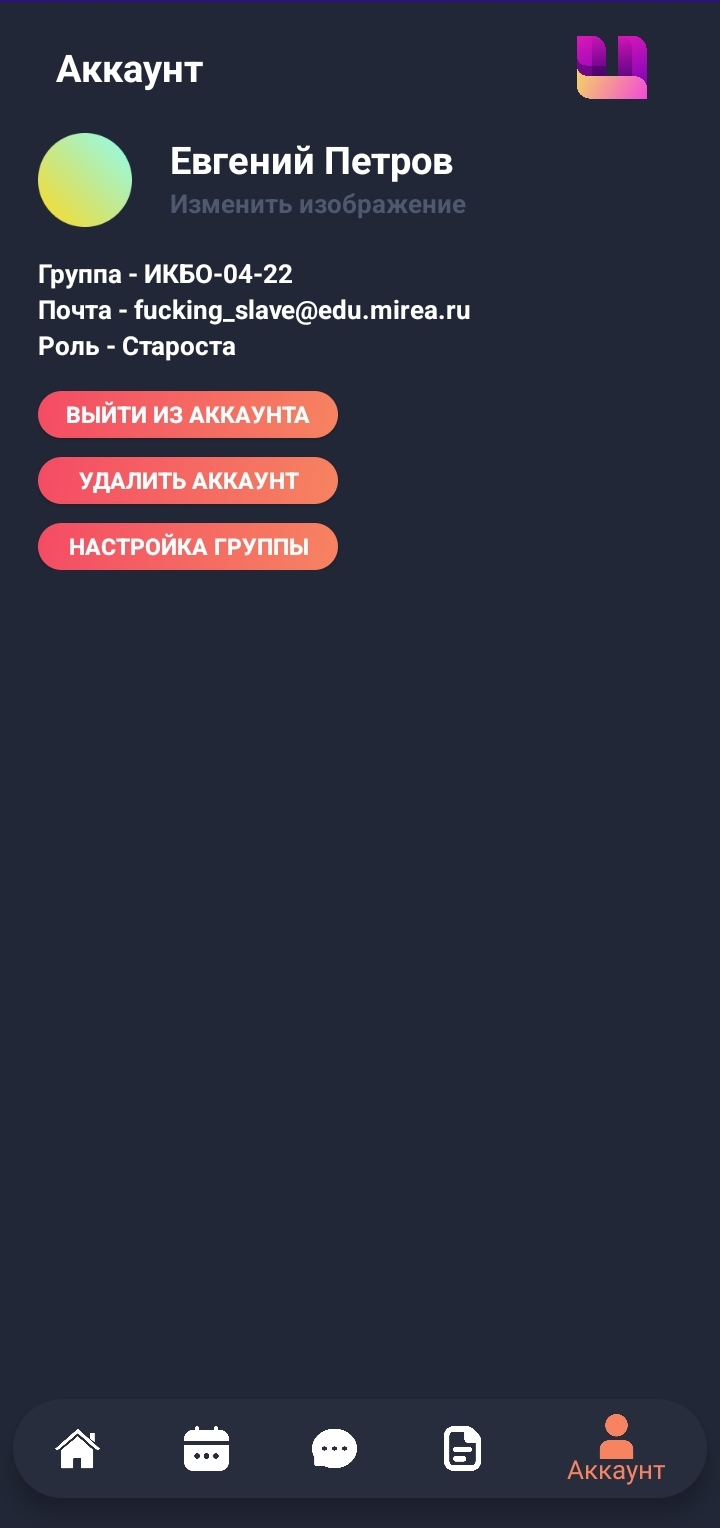 Аккаунт
Евгений Петров
Изменить изображение
Группа - ИКБО-04-22
Почта - fucking_slave@edu.mirea.ru
Роль - Староста
ВЫЙТИ ИЗ АККАУНТА
УДАЛИТЬ АККАУНТ
НАСТРОЙКА ГРУППЫ
Аккаунт